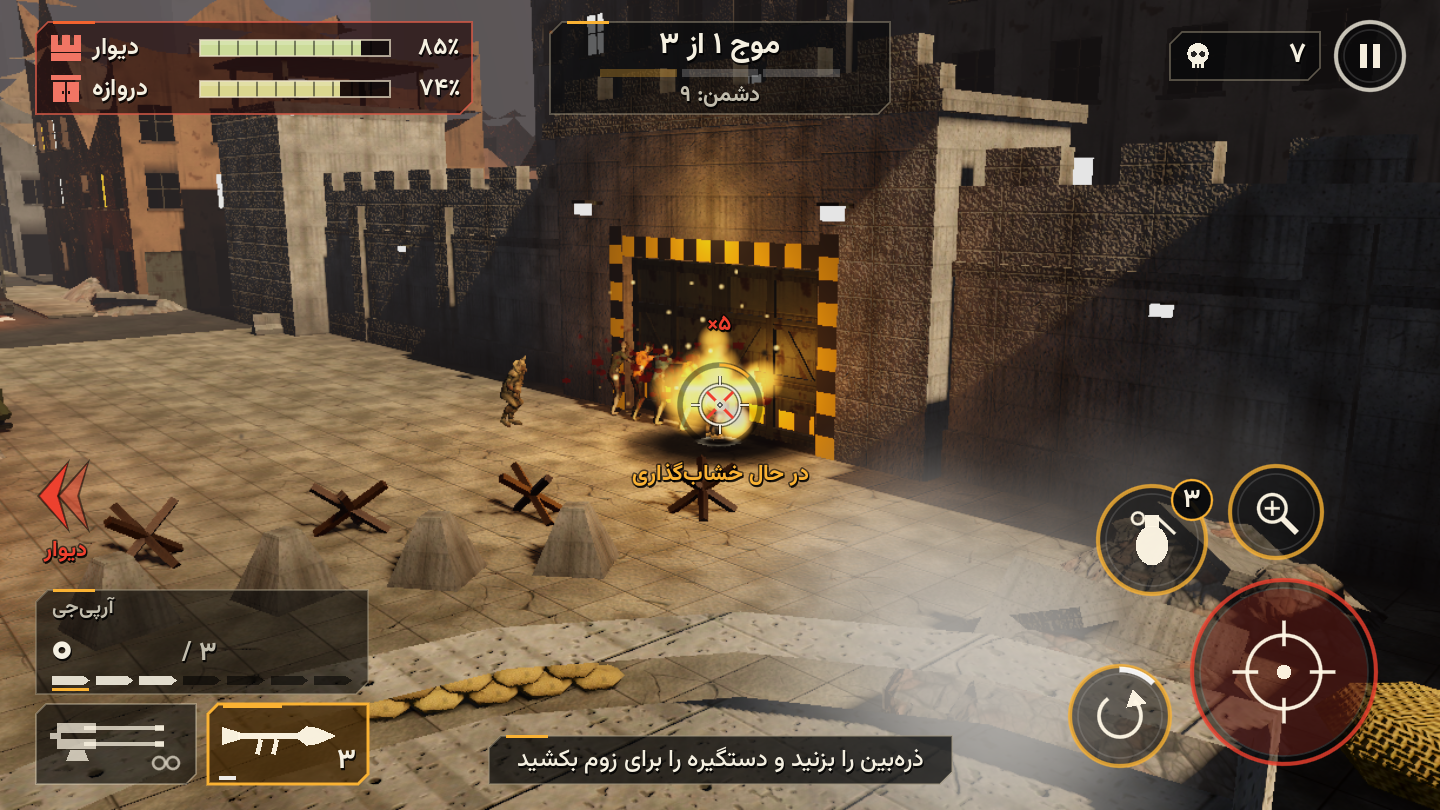 دیوار ۸۵٪
دروازه ۷۴٪
موج ۱ از ۳
دشمن: ۹
۷
×۵
در حال خشاب‌گذاری
دیوار
آرپی‌جی
۰ / ۳
∞
۳
۳
ذره‌بین را بزنید و دستگیره را برای زوم بکشید